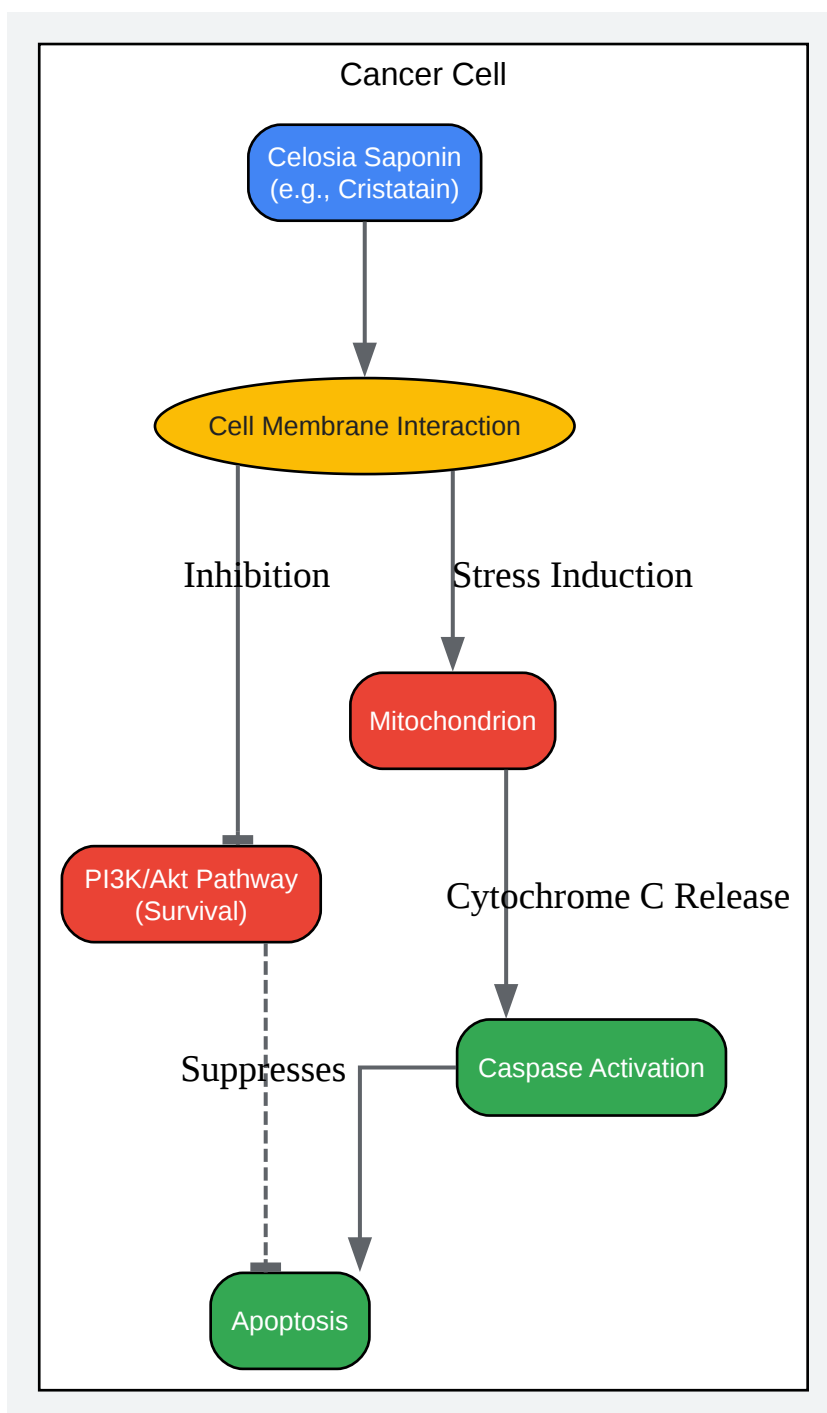 Cancer Cell
Celosia Saponin
(e.g., Cristatain)
Cell Membrane Interaction
Inhibition
Stress Induction
Mitochondrion
PI3K/Akt Pathway
(Survival)
Cytochrome C Release
Suppresses
Caspase Activation
Apoptosis